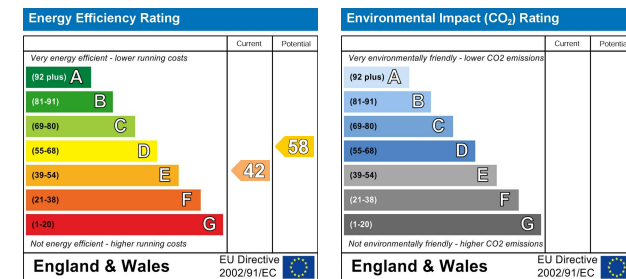 Energy Efficiency Rating
Current Potential
Very energy efficient - lower running costs
(92 plus) A
(81-91) B
(69-80) C
(55-68) D
58
(39-54) E
42
(21-38) F
(1-20) G
Not energy efficient - higher running costs
England & Wales
EU Directive
2002/91/EC
Environmental Impact (CO₂) Rating
Current Potential
Very environmentally friendly - lower CO2 emissions
(92 plus) A
(81-91) B
(69-80) C
(55-68) D
(39-54) E
(21-38) F
(1-20) G
Not environmentally friendly - higher CO2 emissions
England & Wales
EU Directive
2002/91/EC